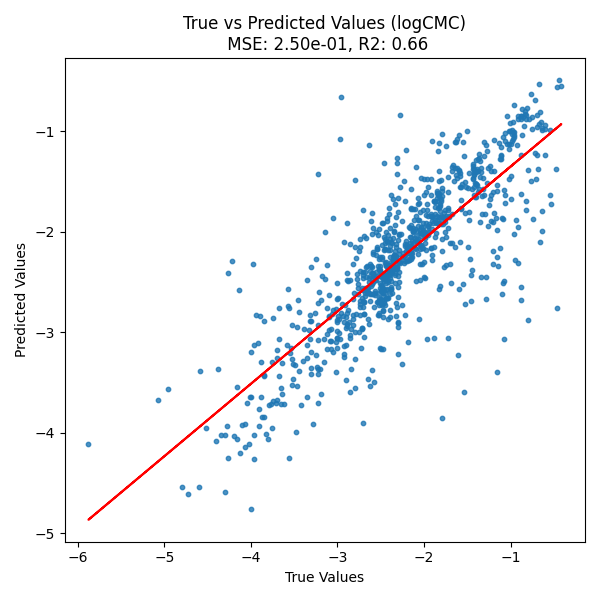 True vs Predicted Values (logCMC)
MSE: 2.50e-01, R2: 0.66
Predicted Values
−1
−2
−3
−4
−5
−6
−5
−4
−3
−2
−1
True Values